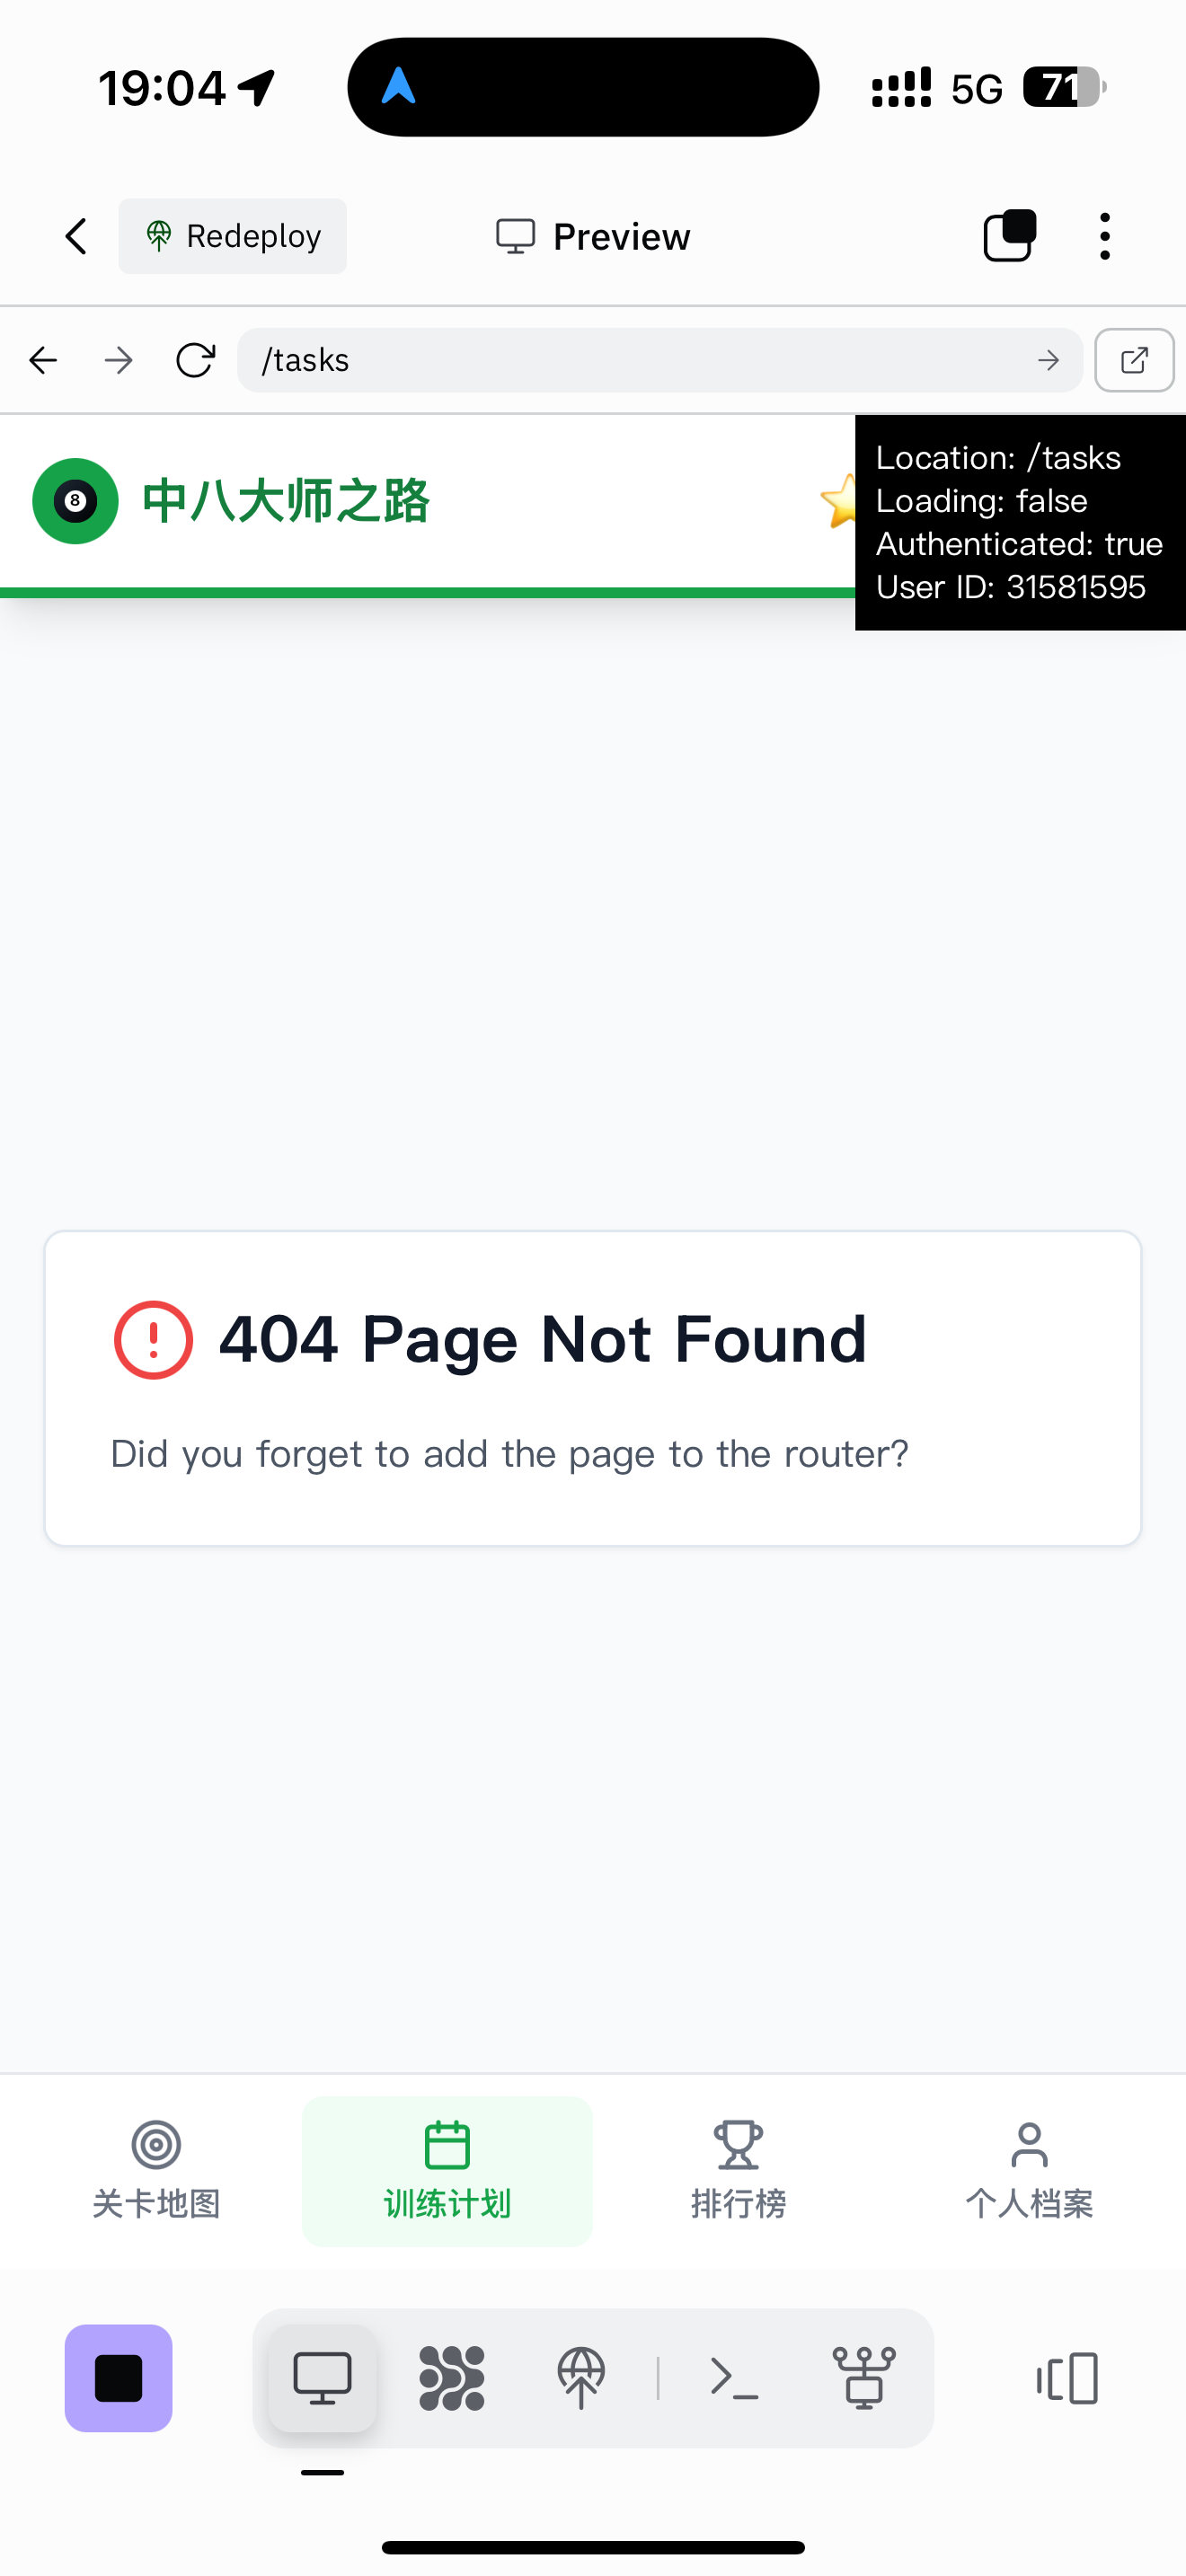 19:04
5G
71
Redeploy
Preview
/tasks
8
中八大师之路
Location: /tasks
Loading: false
Authenticated: true
User ID: 31581595
404 Page Not Found
Did you forget to add the page to the router?
关卡地图
训练计划
排行榜
个人档案